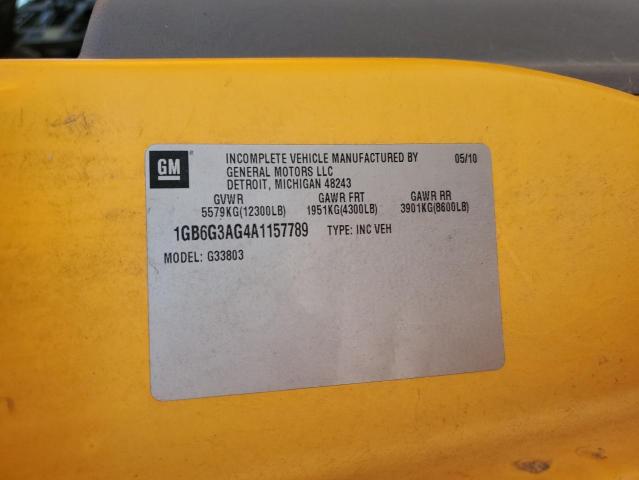 GM
INCOMPLETE VEHICLE MANUFACTURED BY 05/10
GENERAL MOTORS LLC
DETROIT, MICHIGAN 48243
GVWR GAWR FRT GAWR RR
5579KG(12300LB) 1951KG(4300LB) 3901KG(8600LB)
1GB6G3AG4A1157789 TYPE: INC VEH
MODEL: G33803